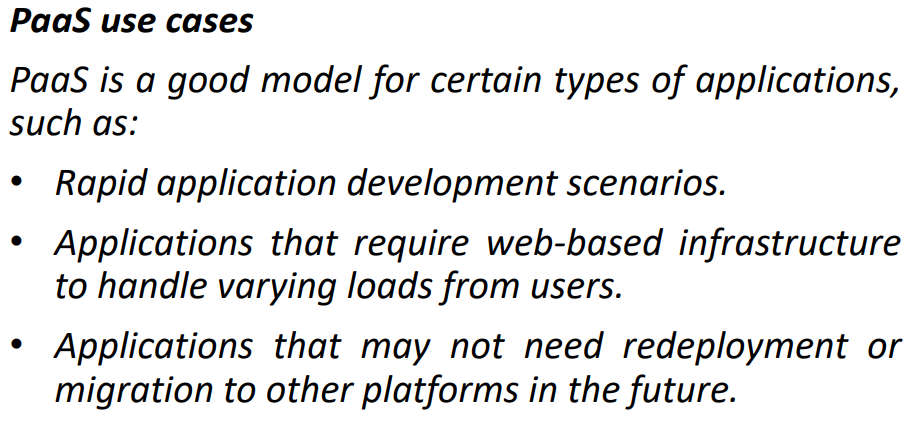 PaaS use cases
PaaS is a good model for certain types of applications,
such as:
• Rapid application development scenarios.
• Applications that require web-based infrastructure
to handle varying loads from users.
• Applications that may not need redeployment or
migration to other platforms in the future.